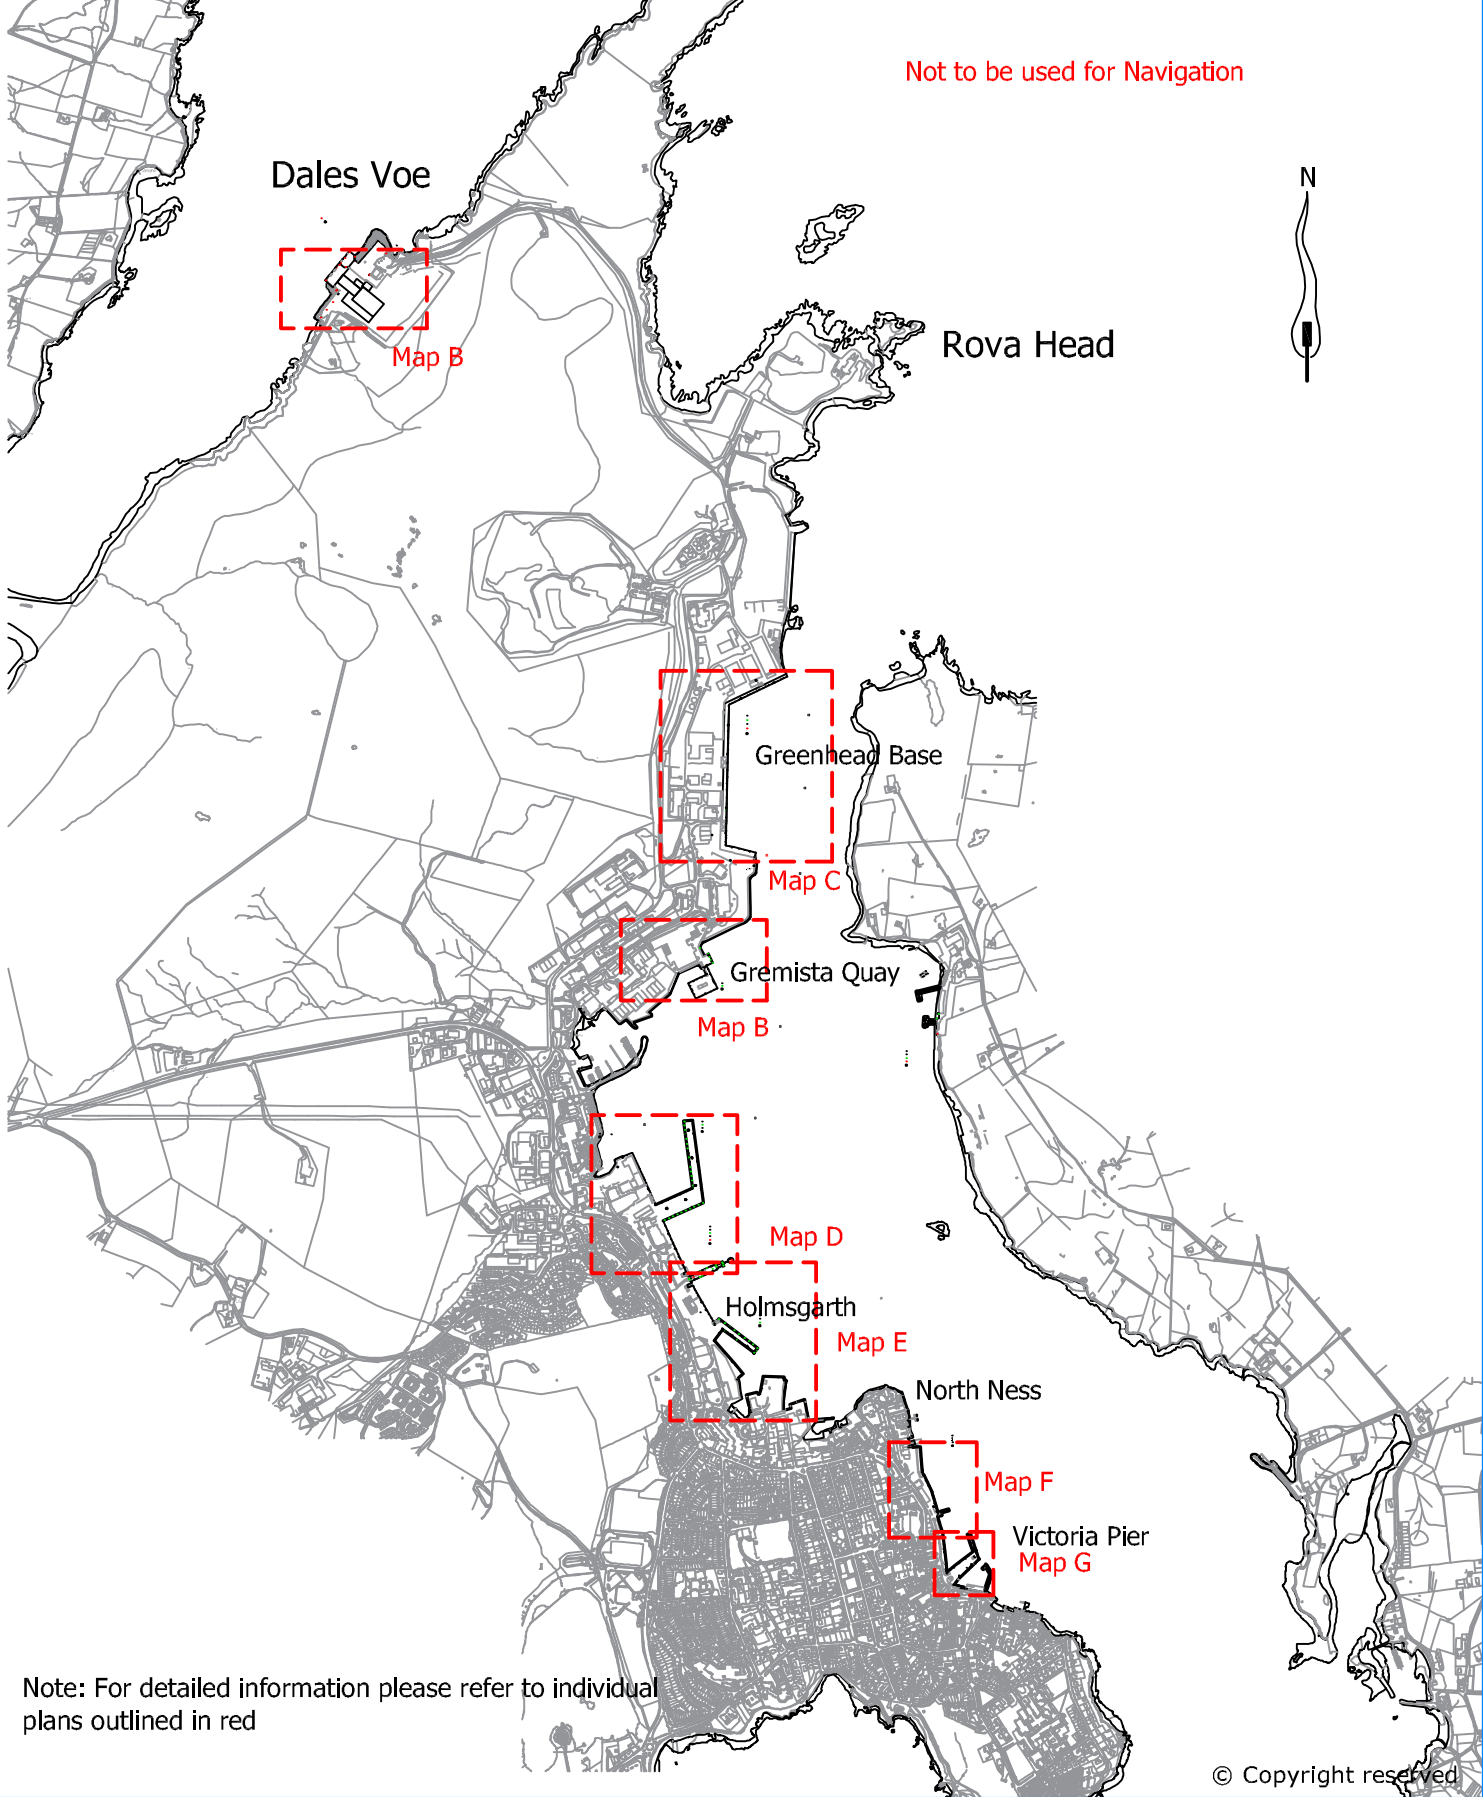 Not to be used for Navigation
Dales Voe
N
Rova Head
Map B
Greenhead Base
Map C
Gremista Quay
Map B
Map D
Holmsgarth
Map E
North Ness
Map F
Victoria Pier
Map G
Note: For detailed information please refer to individual
plans outlined in red
© Copyright reserved